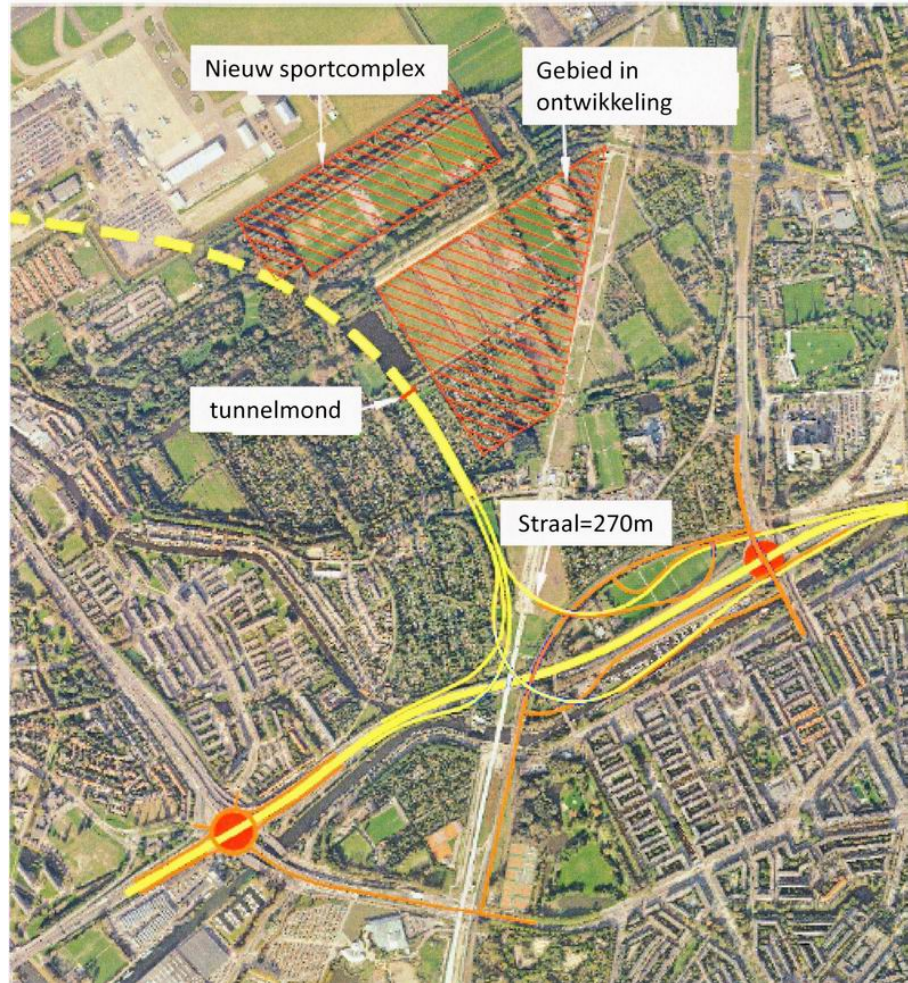 Nieuw sportcomplex
Gebied in
ontwikkeling
tunnelmond
Straal=270m